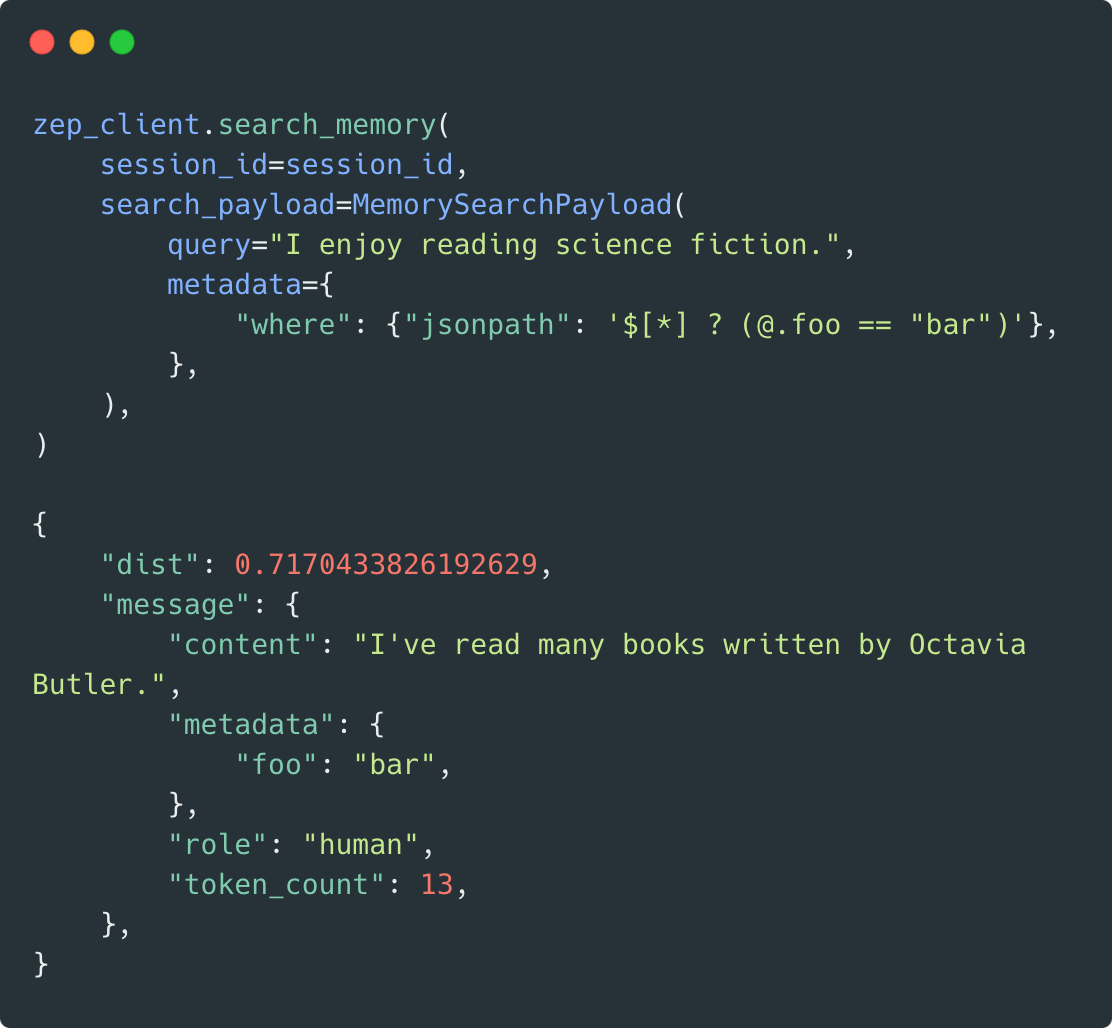 zep_client.search_memory(
    session_id=session_id,
    search_payload=MemorySearchPayload(
        query="I enjoy reading science fiction.",
        metadata={
            "where": {"jsonpath": '$[*] ? (@.foo == "bar")'},
        },
    ),
)

{
    "dist": 0.7170433826192629,
    "message": {
        "content": "I've read many books written by Octavia
Butler.",
        "metadata": {
            "foo": "bar",
        },
        "role": "human",
        "token_count": 13,
    },
}